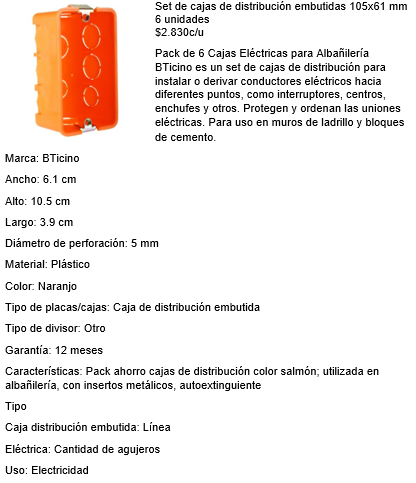 Set de cajas de distribución embutidas 105x61 mm
6 unidades
$2.830c/u
Pack de 6 Cajas Eléctricas para Albañilería
BTicino es un set de cajas de distribución para
instalar o derivar conductores eléctricos hacia
diferentes puntos, como interruptores, centros,
enchufes y otros. Protegen y ordenan las uniones
eléctricas. Para uso en muros de ladrillo y bloques
de cemento.
Marca: BTicino
Ancho: 6.1 cm
Alto: 10.5 cm
Largo: 3.9 cm
Diámetro de perforación: 5 mm
Material: Plástico
Color: Naranjo
Tipo de placas/cajas: Caja de distribución embutida
Tipo de divisor: Otro
Garantía: 12 meses
Características: Pack ahorro cajas de distribución color salmón; utilizada en
albañilería, con insertos metálicos, autoextinguiente
Tipo
Caja distribución embutida: Línea
Eléctrica: Cantidad de agujeros
Uso: Electricidad